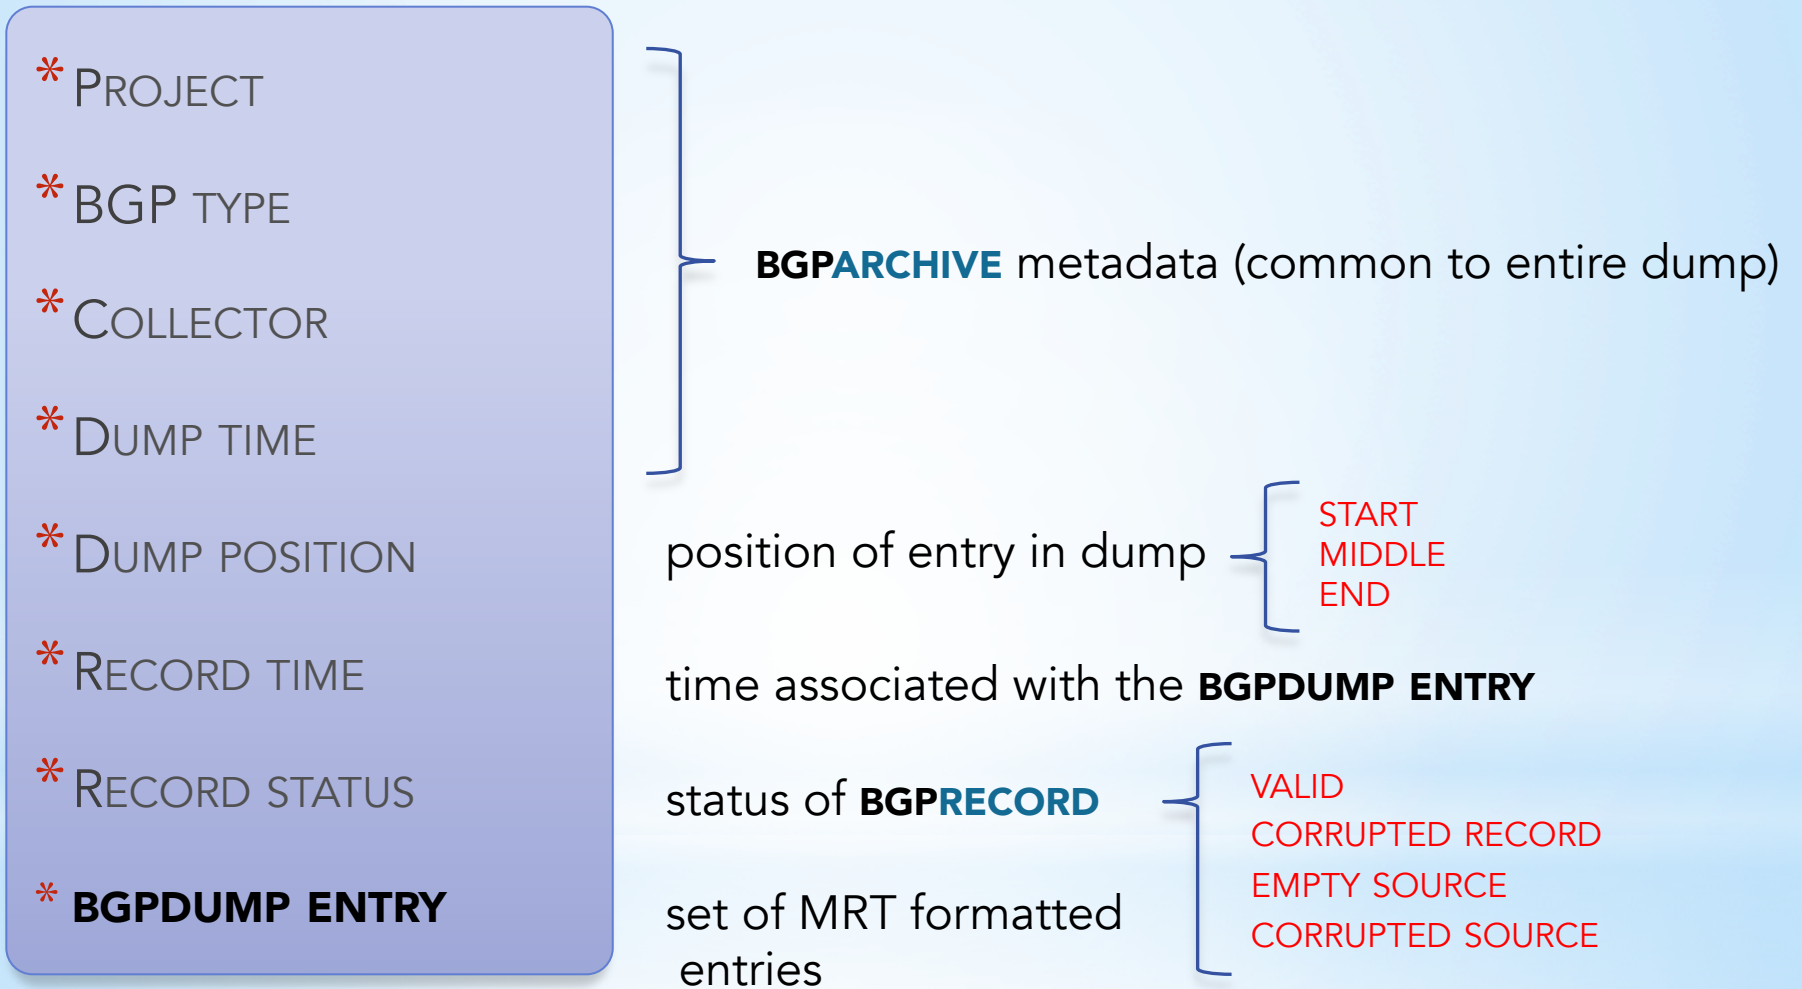 * PROJECT
* BGP TYPE
* COLLECTOR
* DUMP TIME
* DUMP POSITION
* RECORD TIME
* RECORD STATUS
* BGPDUMP ENTRY
BGPARCHIVE metadata (common to entire dump)
position of entry in dump
START
MIDDLE
END
time associated with the BGPDUMP ENTRY
status of BGPRECORD
VALID
CORRUPTED RECORD
EMPTY SOURCE
CORRUPTED SOURCE
set of MRT formatted
entries